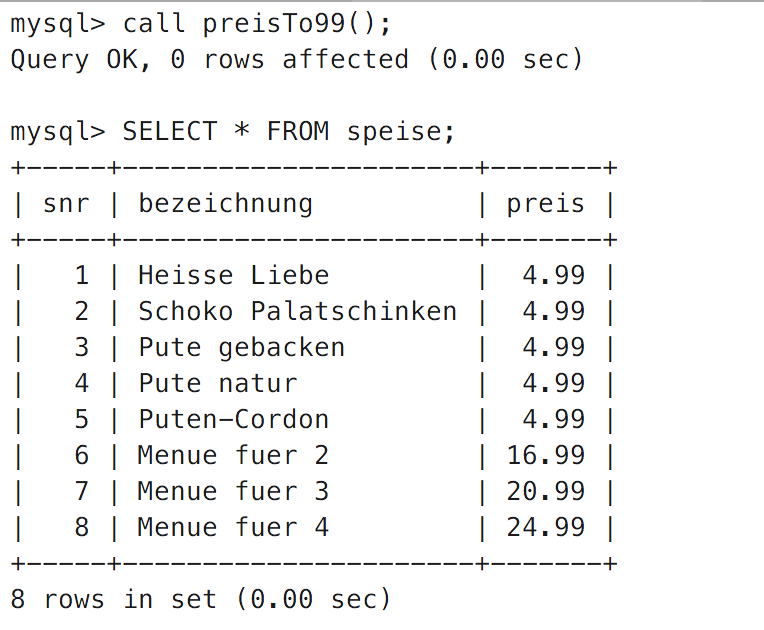 mysql> call preisTo99();
Query OK, 0 rows affected (0.00 sec)
mysql> SELECT * FROM speise;
+-----+----------------------+-------+
| snr | bezeichnung          | preis |
+-----+----------------------+-------+
|   1 | Heisse Liebe         |  4.99 |
|   2 | Schoko Palatschinken |  4.99 |
|   3 | Pute gebacken        |  4.99 |
|   4 | Pute natur           |  4.99 |
|   5 | Puten-Cordon         |  4.99 |
|   6 | Menue fuer 2         | 16.99 |
|   7 | Menue fuer 3         | 20.99 |
|   8 | Menue fuer 4         | 24.99 |
+-----+----------------------+-------+
8 rows in set (0.00 sec)